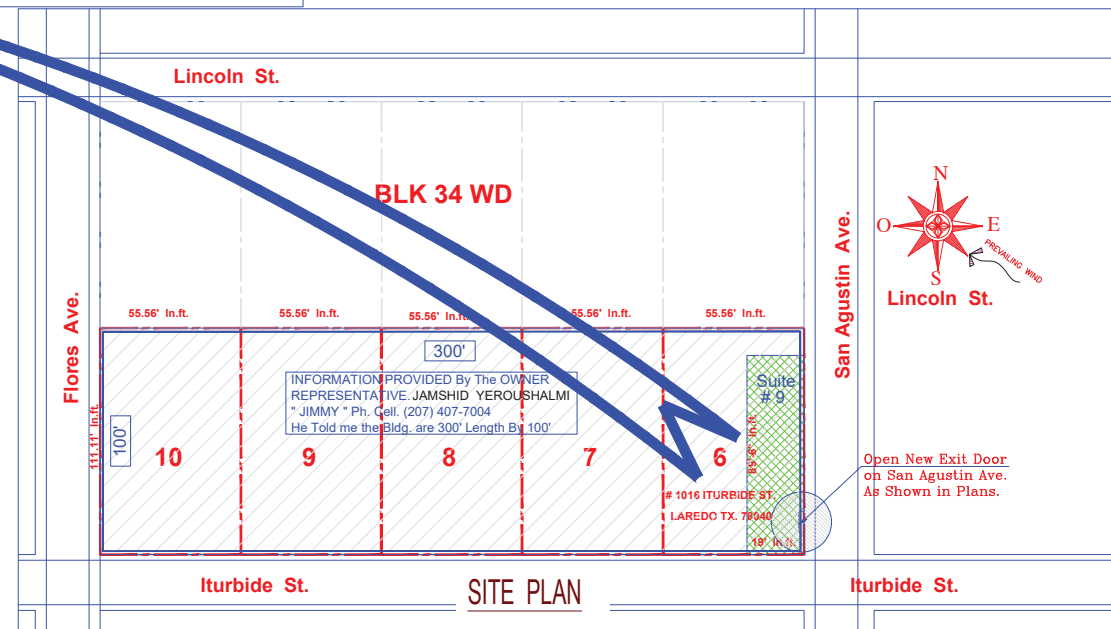 Lincoln St.
BLK 34 WD
Flores Ave.
San Agustin Ave.
N
O
E
S
PREVAILING WIND
Lincoln St.
55.56' ln.ft.
55.56' ln.ft.
55.56' ln.ft.
55.56' ln.ft.
55.56' ln.ft.
300'
INFORMATION PROVIDED By The OWNER
REPRESENTATIVE. JAMSHID YEROUSHALMI
" JIMMY " Ph. Cell. (207) 407-7004
He Told me the Bldg. are 300' Length By 100'
Suite
# 9
111.11' ln.ft.
100'
10
9
8
7
6
ln.ft.
# 1016 ITURBIDE ST.
LAREDO TX. 78040
19' ln.ft.
Open New Exit Door
on San Agustin Ave.
As Shown in Plans.
Iturbide St.
SITE PLAN
Iturbide St.